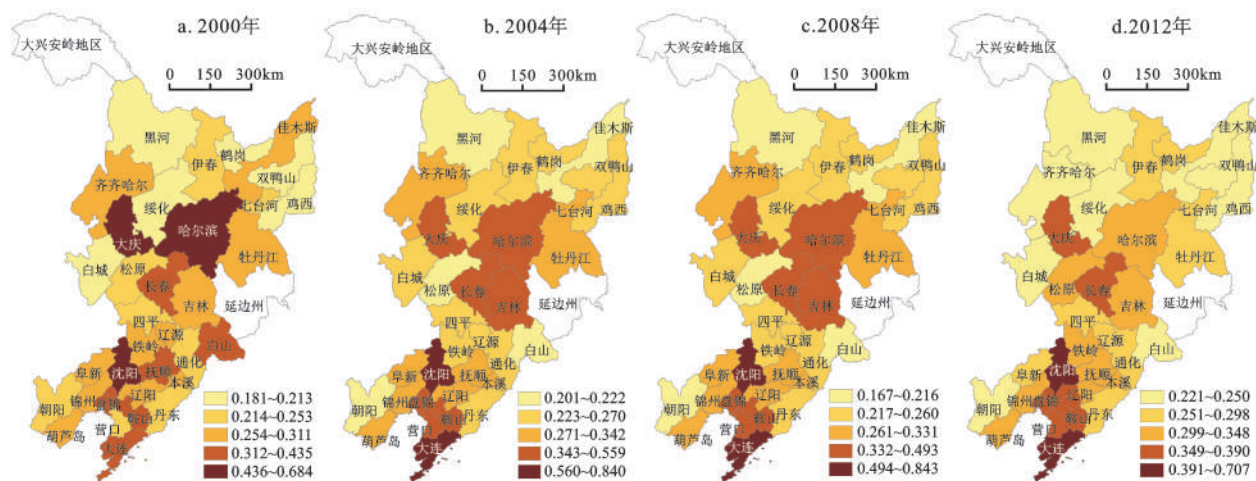 a. 2000年
0 150 300km
大兴安岭地区
黑河
佳木斯
鹤岗
伊春
双鸭山
齐齐哈尔
绥化
七台河
鸡西
大庆
哈尔滨
牡丹江
白城
松原
长春
吉林
延边州
四平
辽源
白山
铁岭
通化
阜新
沈阳
抚顺
本溪
朝阳
锦州
盘锦
辽阳
丹东
葫芦岛
营口
鞍山
大连
0.181~0.213
0.214~0.253
0.254~0.311
0.312~0.435
0.436~0.684
b. 2004年
0 150 300km
大兴安岭地区
黑河
佳木斯
鹤岗
伊春
双鸭山
齐齐哈尔
绥化
七台河
鸡西
大庆
哈尔滨
牡丹江
白城
松原
长春
吉林
延边州
四平
辽源
白山
铁岭
通化
阜新
沈阳
抚顺
本溪
朝阳
锦州
盘锦
辽阳
丹东
葫芦岛
营口
鞍山
大连
0.201~0.222
0.223~0.270
0.271~0.342
0.343~0.559
0.560~0.840
c. 2008年
0 150 300km
大兴安岭地区
黑河
佳木斯
鹤岗
伊春
双鸭山
齐齐哈尔
绥化
七台河
鸡西
大庆
哈尔滨
牡丹江
白城
松原
长春
吉林
延边州
四平
辽源
白山
铁岭
通化
阜新
沈阳
抚顺
本溪
朝阳
锦州
盘锦
辽阳
丹东
葫芦岛
营口
鞍山
大连
0.167~0.216
0.217~0.260
0.261~0.331
0.332~0.493
0.494~0.843
d. 2012年
0 150 300km
大兴安岭地区
黑河
佳木斯
鹤岗
伊春
双鸭山
齐齐哈尔
绥化
七台河
鸡西
大庆
哈尔滨
牡丹江
白城
松原
长春
吉林
延边州
四平
辽源
白山
铁岭
通化
阜新
沈阳
抚顺
本溪
朝阳
锦州
盘锦
辽阳
丹东
葫芦岛
营口
鞍山
大连
0.221~0.250
0.251~0.298
0.299~0.348
0.349~0.390
0.391~0.707